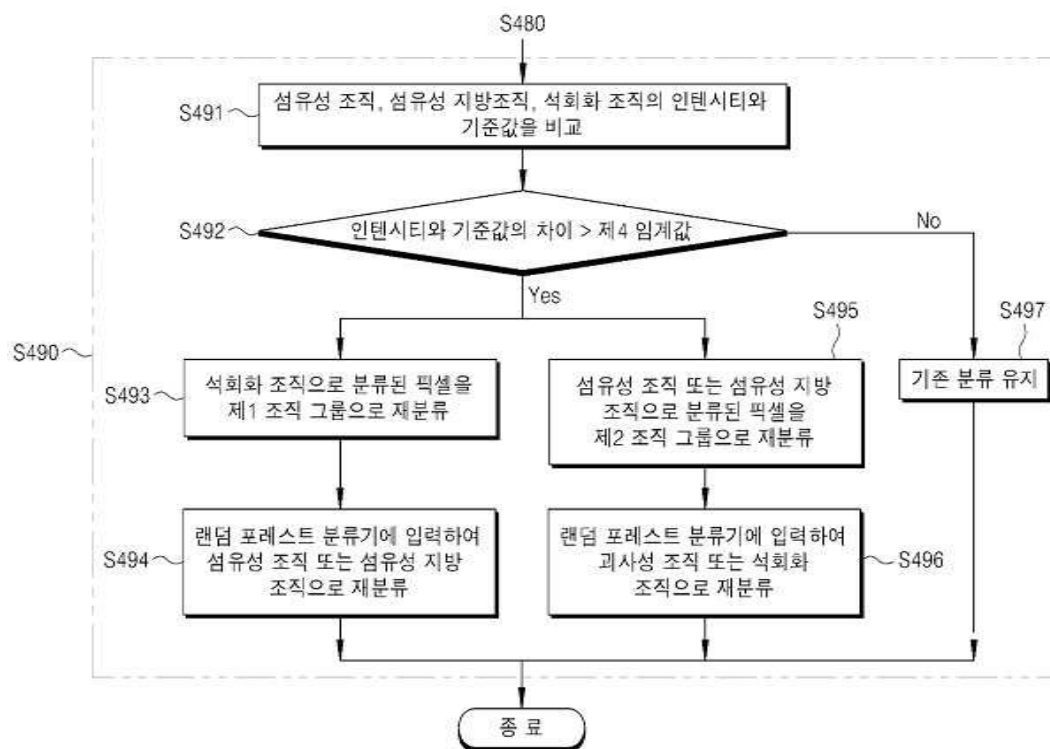 S480
S491
섬유성 조직, 섬유성 지방조직, 석회화 조직의 인텐시티와
기준값을 비교
S492
인텐시티와 기준값의 차이 > 제4 임계값
No
Yes
S490
S493
석회화 조직으로 분류된 픽셀을
제1 조직 그룹으로 재분류
S495
섬유성 조직 또는 섬유성 지방
조직으로 분류된 픽셀을
제2 조직 그룹으로 재분류
S497
기존 분류 유지
S494
랜덤 포레스트 분류기에 입력하여
섬유성 조직 또는 섬유성 지방
조직으로 재분류
랜덤 포레스트 분류기에 입력하여
괴사성 조직 또는 석회화
조직으로 재분류
S496
종료